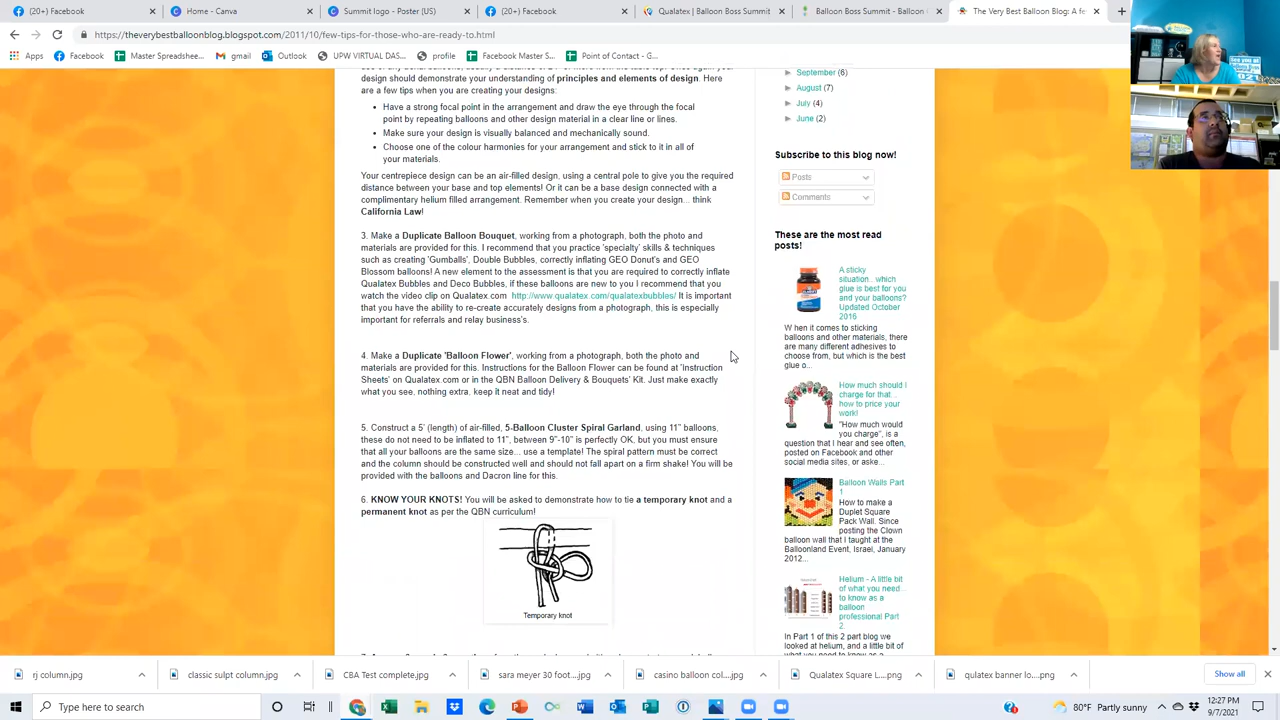 (20+) Facebook
Home - Canva
Summit logo - Poster (US)
(20+) Facebook
Qualatex | Balloon Boss Summit
Balloon Boss Summit -
The Very Best Balloon Blog: A fe
https://theverybestballoonblog.blogspot.com/2011/10/few-tips-for-those-who-are-ready-to.html
Apps
Facebook
Master Spreadshee...
gmail
Outlook
UPW VIRTUAL DAS...
profile
Facebook Master S...
Point of Contact - G...
design should demonstrate your understanding of principles and elements of design. Here
are a few tips when you are creating your designs:
• Have a strong focal point in the arrangement and draw the eye through the focal
point by repeating balloons and other design material in a clear line or lines.
• Make sure your design is visually balanced and mechanically sound.
• Choose one of the colour harmonies for your arrangement and stick to it in all of
your materials.
Your centrepiece design can be an air-filled design, using a central pole to give you the required
distance between your base and top elements! Or it can be a base design connected with a
complimentary helium filled arrangement. Remember when you create your design... think
California Law!
3. Make a Duplicate Balloon Bouquet, working from a photograph, both the photo and
materials are provided for this. I recommend that you practice 'specialty' skills & techniques
such as creating 'Gumballs', Double Bubbles, correctly inflating GEO Donut's and GEO
Blossom balloons! A new element to the assessment is that you are required to correctly inflate
Qualatex Bubbles and Deco Bubbles, if these balloons are new to you I recommend that you
watch the video clip on Qualatex.com http://www.qualatex.com/qualatexbubbles/ It is important
that you have the ability to re-create accurately designs from a photograph, this is especially
important for referrals and relay business's.
4. Make a Duplicate 'Balloon Flower', working from a photograph, both the photo and
materials are provided for this. Instructions for the Balloon Flower can be found at 'Instruction
Sheets' on Qualatex.com or in the QBN Balloon Delivery & Bouquets' Kit. Just make exactly
what you see, nothing extra, keep it neat and tidy!
5. Construct a 5' (length) of air-filled, 5-Balloon Cluster Spiral Garland, using 11" balloons,
these do not need to be inflated to 11", between 9"-10" is perfectly OK, but you must ensure
that all your balloons are the same size... use a template! The spiral pattern must be correct
and the column should be constructed well and should not fall apart on a firm shake! You will be
provided with the balloons and Dacron line for this.
6. KNOW YOUR KNOTS! You will be asked to demonstrate how to tie a temporary knot and a
permanent knot as per the QBN curriculum!
Temporary knot
► September (6)
► August (7)
► July (4)
► June (2)
Subscribe to this blog now!
Posts
Comments
These are the most read
posts!
A sticky
situation.. which
glue is best for you
and your balloons?
Updated October
2016
W hen it comes to sticking
balloons and other materials,
there are many different adhesives to
choose from, but which is the best
glue o...
How much should I
charge for that...
how to price your
work!
"How much would
you charge", is a
question that I hear and see often,
posted on Facebook and other
social media sites, or aske...
Balloon Walls Part
1
How to make a
Duplet Square
Pack Wall. Since
posting the Clown
balloon wall that I taught at the
Balloonland Event, Israel, January
2012...
Helium - A little bit
of what you need...
to know as a
balloon
professional Part
2.
In Part 1 of this 2 part blog we
looked at helium, and a little bit of
rj column.jpg
classic sculpt column.jpg
CBA Test complete.jpg
sara meyer 30 foot....jpg
casino balloon col....jpg
Qualatex Square L....png
qulatex banner lo....png
Show all
Type here to search
80°F Partly sunny
12:27 PM
9/7/2021